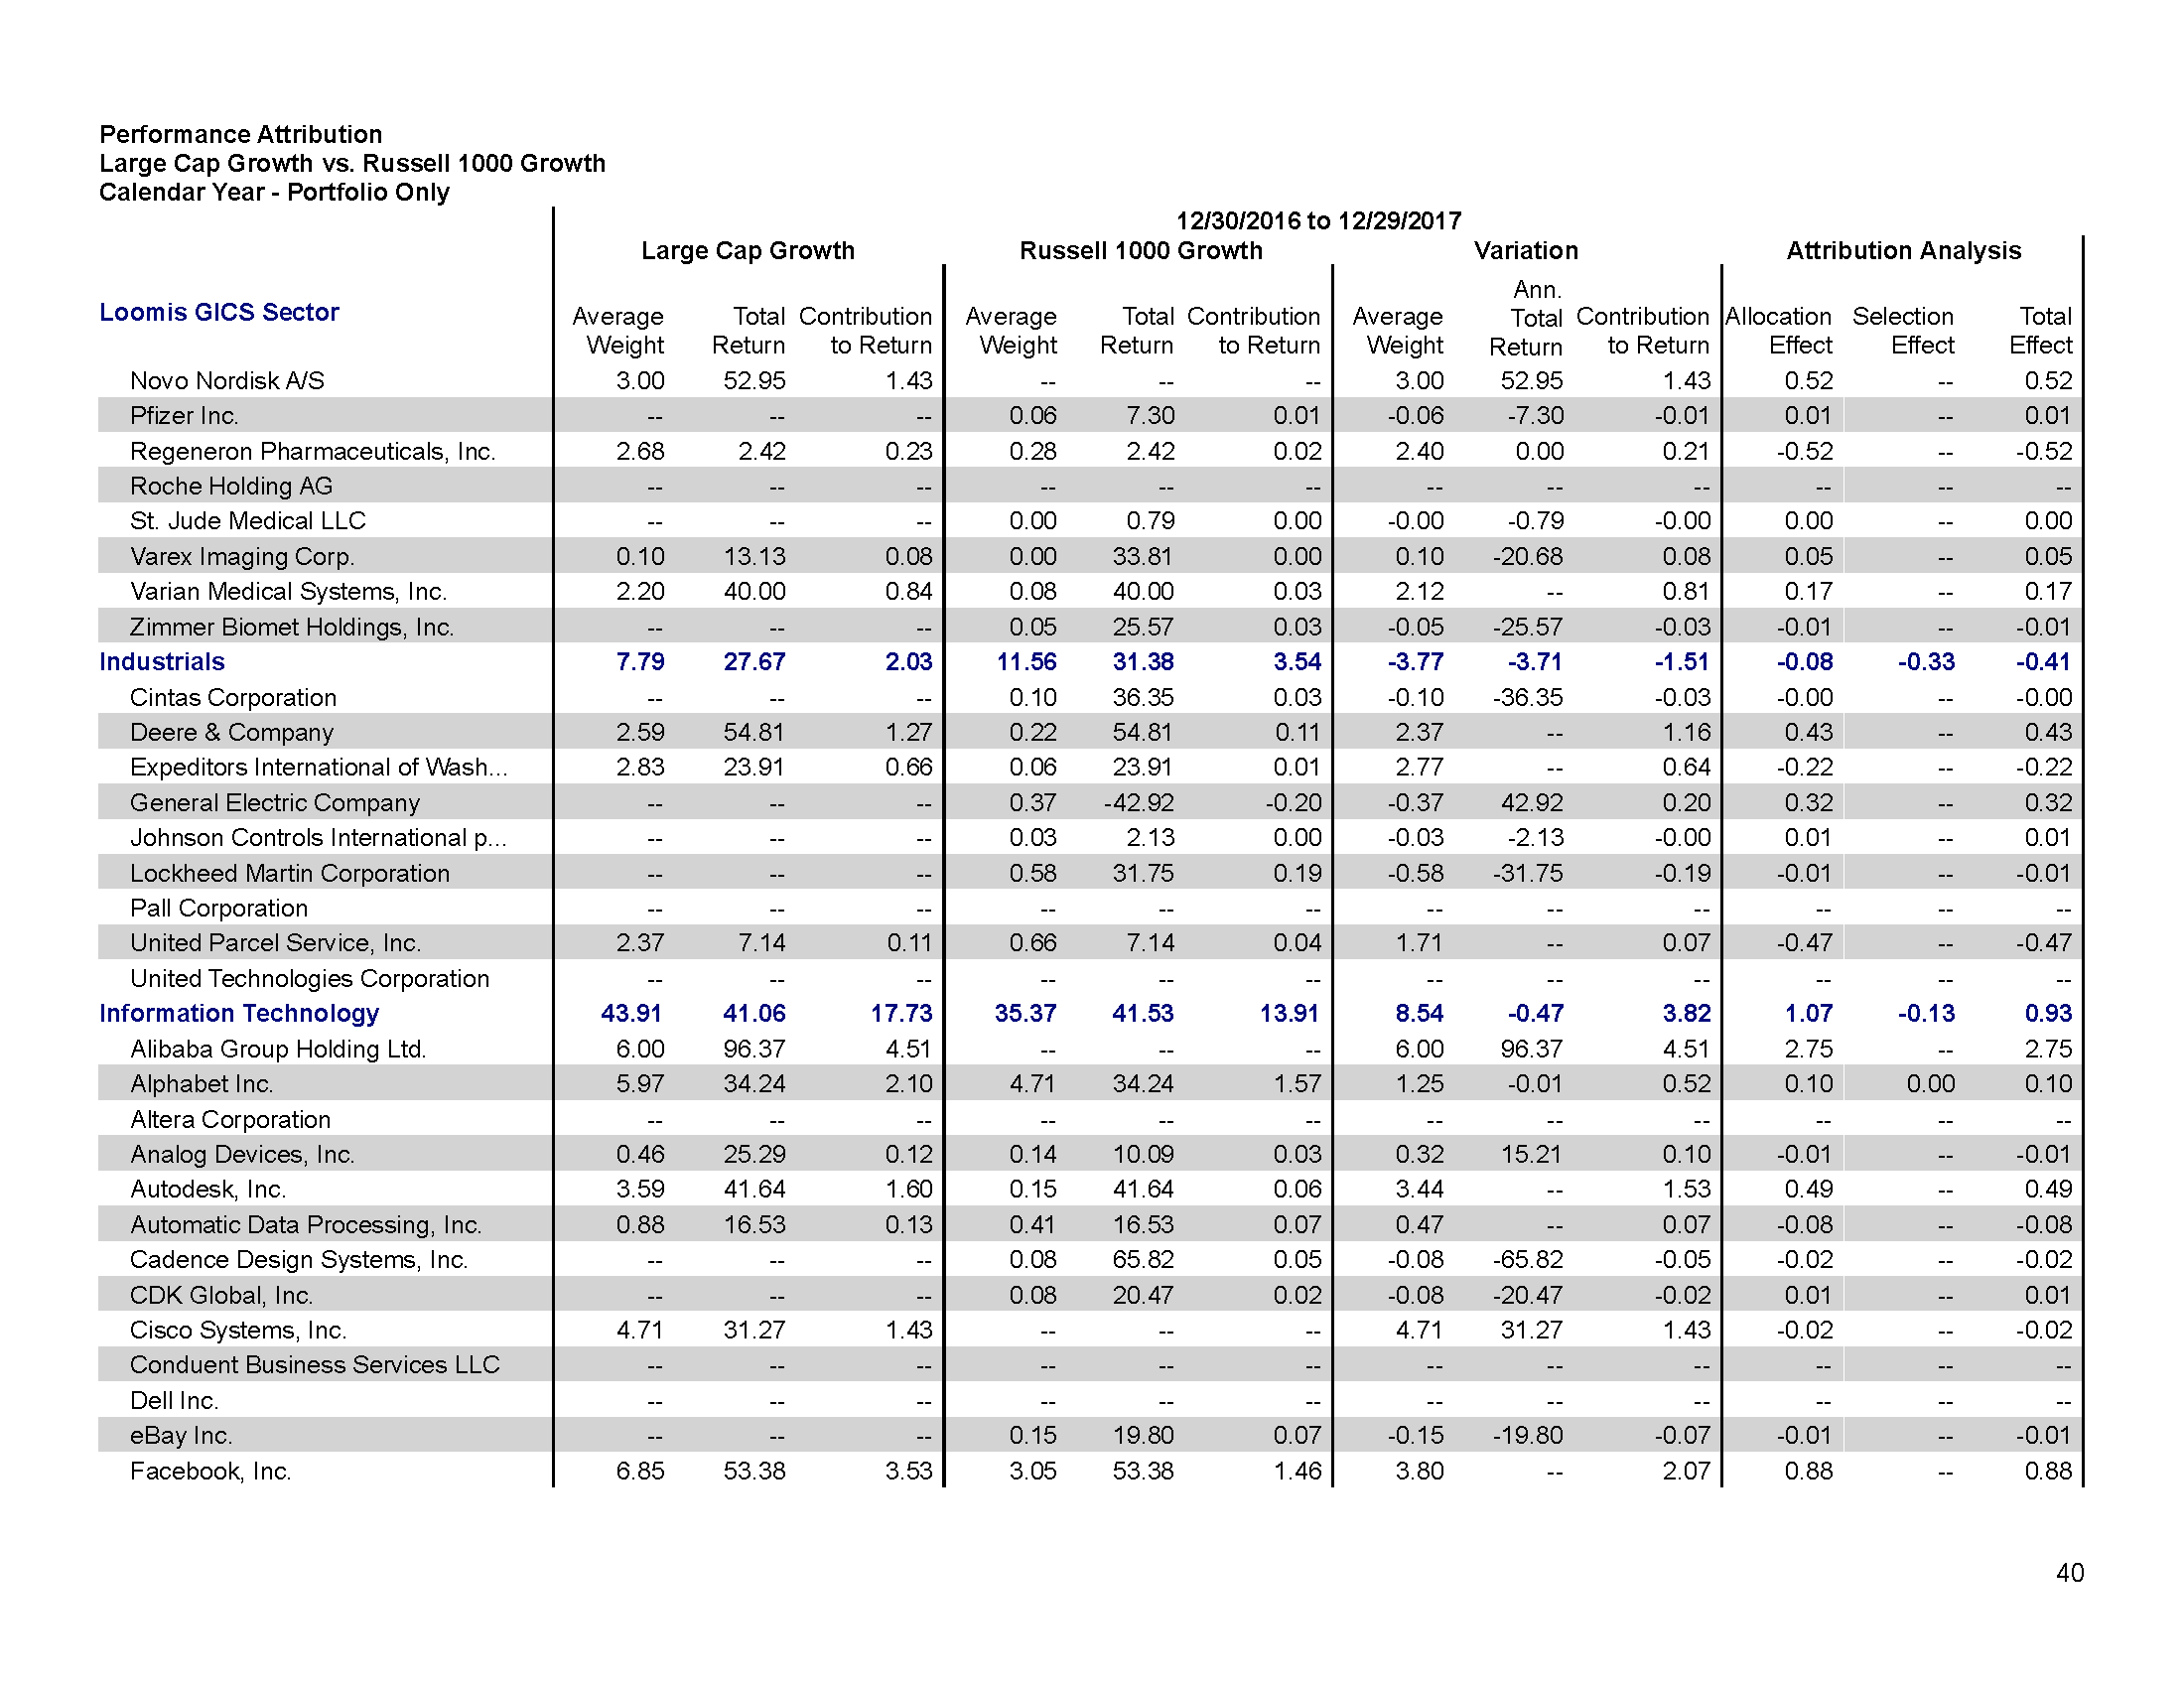 Performance Attribution
Large Cap Growth vs. Russell 1000 Growth
Calendar Year - Portfolio Only
12/30/2016 to 12/29/2017
Large Cap Growth Russell 1000 Growth Variation Attribution Analysis
Loomis GICS Sector Average Weight Total Return Contribution to Return Average Weight Total Return Contribution to Return Average Weight Ann. Total Return Contribution to Return Allocation Effect Selection Effect Total Effect
Novo Nordisk A/S 3.00 52.95 1.43 -- -- -- 3.00 52.95 1.43 0.52 -- 0.52
Pfizer Inc. -- -- -- 0.06 7.30 0.01 -0.06 -7.30 -0.01 0.01 -- 0.01
Regeneron Pharmaceuticals, Inc. 2.68 2.42 0.23 0.28 2.42 0.02 2.40 0.00 0.21 -0.52 -- -0.52
Roche Holding AG -- -- -- -- -- -- -- -- -- -- -- --
St. Jude Medical LLC -- -- -- 0.00 0.79 0.00 -0.00 -0.79 -0.00 0.00 -- 0.00
Varex Imaging Corp. 0.10 13.13 0.08 0.00 33.81 0.00 0.10 -20.68 0.08 0.05 -- 0.05
Varian Medical Systems, Inc. 2.20 40.00 0.84 0.08 40.00 0.03 2.12 -- 0.81 0.17 -- 0.17
Zimmer Biomet Holdings, Inc. -- -- -- 0.05 25.57 0.03 -0.05 -25.57 -0.03 -0.01 -- -0.01
Industrials 7.79 27.67 2.03 11.56 31.38 3.54 -3.77 -3.71 -1.51 -0.08 -0.33 -0.41
Cintas Corporation -- -- -- 0.10 36.35 0.03 -0.10 -36.35 -0.03 -0.00 -- -0.00
Deere & Company 2.59 54.81 1.27 0.22 54.81 0.11 2.37 -- 1.16 0.43 -- 0.43
Expeditors International of Wash... 2.83 23.91 0.66 0.06 23.91 0.01 2.77 -- 0.64 -0.22 -- -0.22
General Electric Company -- -- -- 0.37 -42.92 -0.20 -0.37 42.92 0.20 0.32 -- 0.32
Johnson Controls International p... -- -- -- 0.03 2.13 0.00 -0.03 -2.13 -0.00 0.01 -- 0.01
Lockheed Martin Corporation -- -- -- 0.58 31.75 0.19 -0.58 -31.75 -0.19 -0.01 -- -0.01
Pall Corporation -- -- -- -- -- -- -- -- -- -- -- --
United Parcel Service, Inc. 2.37 7.14 0.11 0.66 7.14 0.04 1.71 -- 0.07 -0.47 -- -0.47
United Technologies Corporation -- -- -- -- -- -- -- -- -- -- -- --
Information Technology 43.91 41.06 17.73 35.37 41.53 13.91 8.54 -0.47 3.82 1.07 -0.13 0.93
Alibaba Group Holding Ltd. 6.00 96.37 4.51 -- -- -- 6.00 96.37 4.51 2.75 -- 2.75
Alphabet Inc. 5.97 34.24 2.10 4.71 34.24 1.57 1.25 -0.01 0.52 0.10 0.00 0.10
Altera Corporation -- -- -- -- -- -- -- -- -- -- -- --
Analog Devices, Inc. 0.46 25.29 0.12 0.14 10.09 0.03 0.32 15.21 0.10 -0.01 -- -0.01
Autodesk, Inc. 3.59 41.64 1.60 0.15 41.64 0.06 3.44 -- 1.53 0.49 -- 0.49
Automatic Data Processing, Inc. 0.88 16.53 0.13 0.41 16.53 0.07 0.47 -- 0.07 -0.08 -- -0.08
Cadence Design Systems, Inc. -- -- -- 0.08 65.82 0.05 -0.08 -65.82 -0.05 -0.02 -- -0.02
CDK Global, Inc. -- -- -- 0.08 20.47 0.02 -0.08 -20.47 -0.02 0.01 -- 0.01
Cisco Systems, Inc. 4.71 31.27 1.43 -- -- -- 4.71 31.27 1.43 -0.02 -- -0.02
Conduent Business Services LLC -- -- -- -- -- -- -- -- -- -- -- --
Dell Inc. -- -- -- -- -- -- -- -- -- -- -- --
eBay Inc. -- -- -- 0.15 19.80 0.07 -0.15 -19.80 -0.07 -0.01 -- -0.01
Facebook, Inc. 6.85 53.38 3.53 3.05 53.38 1.46 3.80 -- 2.07 0.88 -- 0.88
40